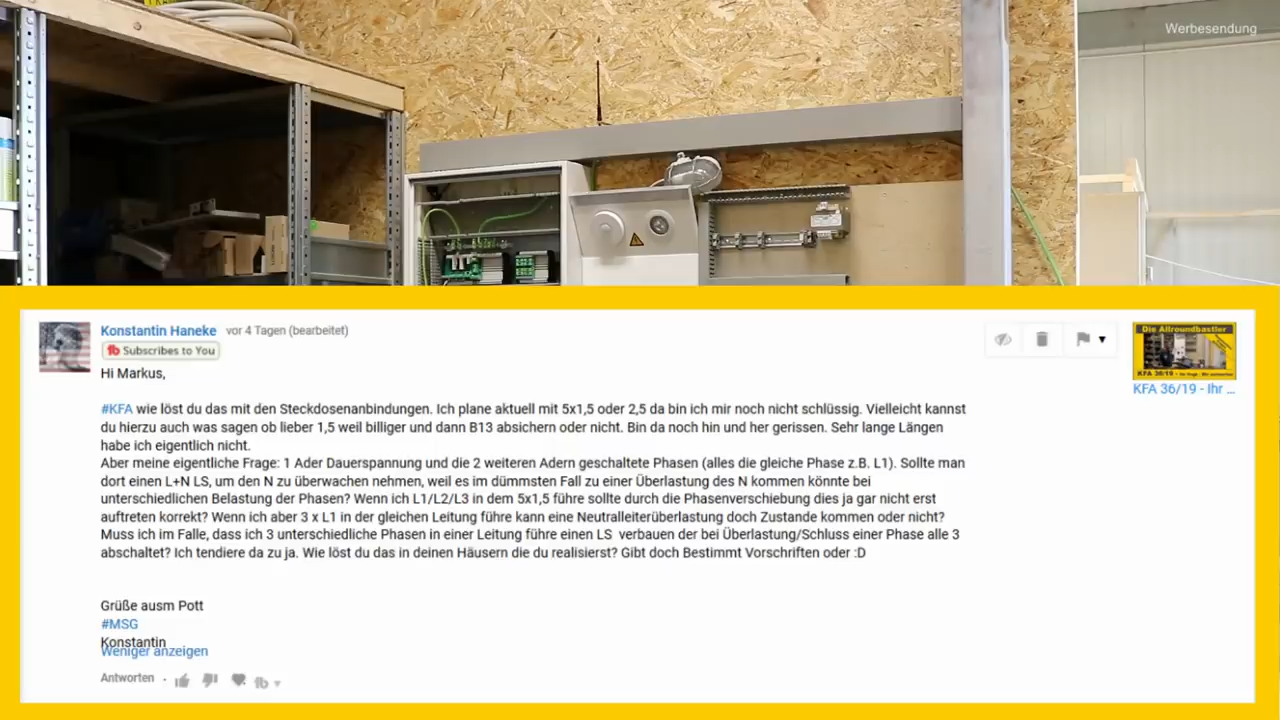 Werbesendung
Konstantin Haneke vor 4 Tagen (bearbeitet)
Subscribes to You
Hi Markus,
#KFA wie löst du das mit den Steckdosenanbindungen. Ich plane aktuell mit 5x1,5 oder 2,5 da bin ich mir noch nicht schlüssig. Vielleicht kannst
du hierzu auch was sagen ob lieber 1,5 weil billiger und dann B13 absichern oder nicht. Bin da noch hin und her gerissen. Sehr lange Längen
habe ich eigentlich nicht.
Aber meine eigentliche Frage: 1 Ader Dauerspannung und die 2 weiteren Adern geschaltete Phasen (alles die gleiche Phase z.B. L1). Sollte man
dort einen L+N LS, um den N zu überwachen nehmen, weil es im dümmsten Fall zu einer Überlastung des N kommen könnte bei
unterschiedlichen Belastung der Phasen? Wenn ich L1/L2/L3 in dem 5x1,5 führe sollte durch die Phasenverschiebung dies ja gar nicht erst
auftreten korrekt? Wenn ich aber 3 x L1 in der gleichen Leitung führe kann eine Neutralleiterüberlastung doch Zustande kommen oder nicht?
Muss ich im Falle, dass ich 3 unterschiedliche Phasen in einer Leitung führe einen LS verbauen der bei Überlastung/Schluss einer Phase alle 3
abschaltet? Ich tendiere da zu ja. Wie löst du das in deinen Häusern die du realisierst? Gibt doch Bestimmt Vorschriften oder :D
Grüße ausm Pott
#MSG
Konstantin
Weniger anzeigen
Antworten
Die Allroundbastler
KFA 36/19 - Ihr fragt / Wir antworten
KFA 36/19 - Ihr ...